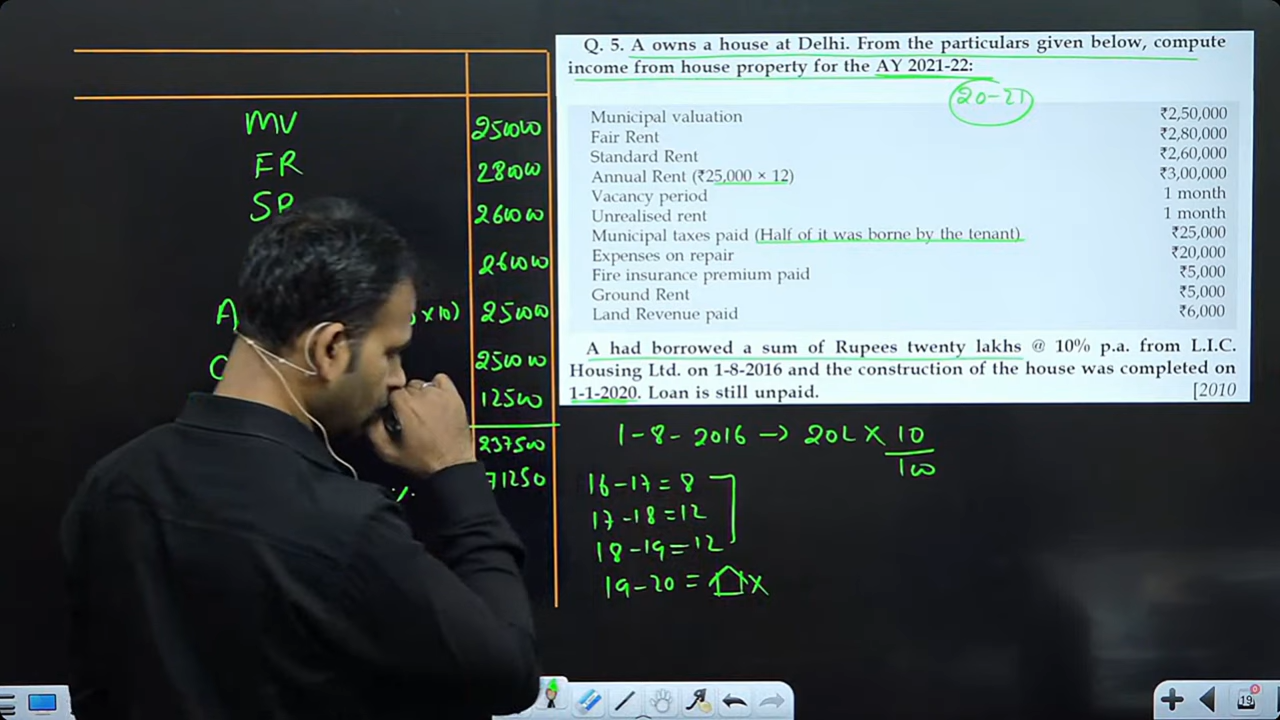 Q. 5. A owns a house at Delhi. From the particulars given below, compute
income from house property for the AY 2021-22:
20-21
Municipal valuation ₹2,50,000
Fair Rent ₹2,80,000
Standard Rent ₹2,60,000
Annual Rent (₹25,000 × 12) ₹3,00,000
Vacancy period 1 month
Unrealised rent 1 month
Municipal taxes paid (Half of it was borne by the tenant) ₹25,000
Expenses on repair ₹20,000
Fire insurance premium paid ₹5,000
Ground Rent ₹5,000
Land Revenue paid ₹6,000
A had borrowed a sum of Rupees twenty lakhs @ 10% p.a. from L.I.C.
Housing Ltd. on 1-8-2016 and the construction of the house was completed on
1-1-2020. Loan is still unpaid. [2010
MV 250000
FR 280000
SR 260000
260000
A ×10) 250000
250000
12500
237500
% 71250
1-8-2016 → 20L × 10
100
16-17 = 8
17-18 = 12
18-19 = 12
19-20 = X
19